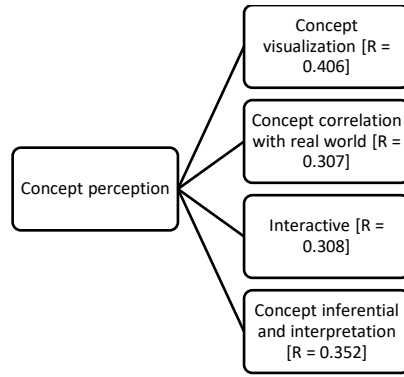 Concept perception
Concept
visualization [R =
0.406]
Concept correlation
with real world [R =
0.307]
Interactive [R =
0.308]
Concept inferential
and interpretation
[R = 0.352]